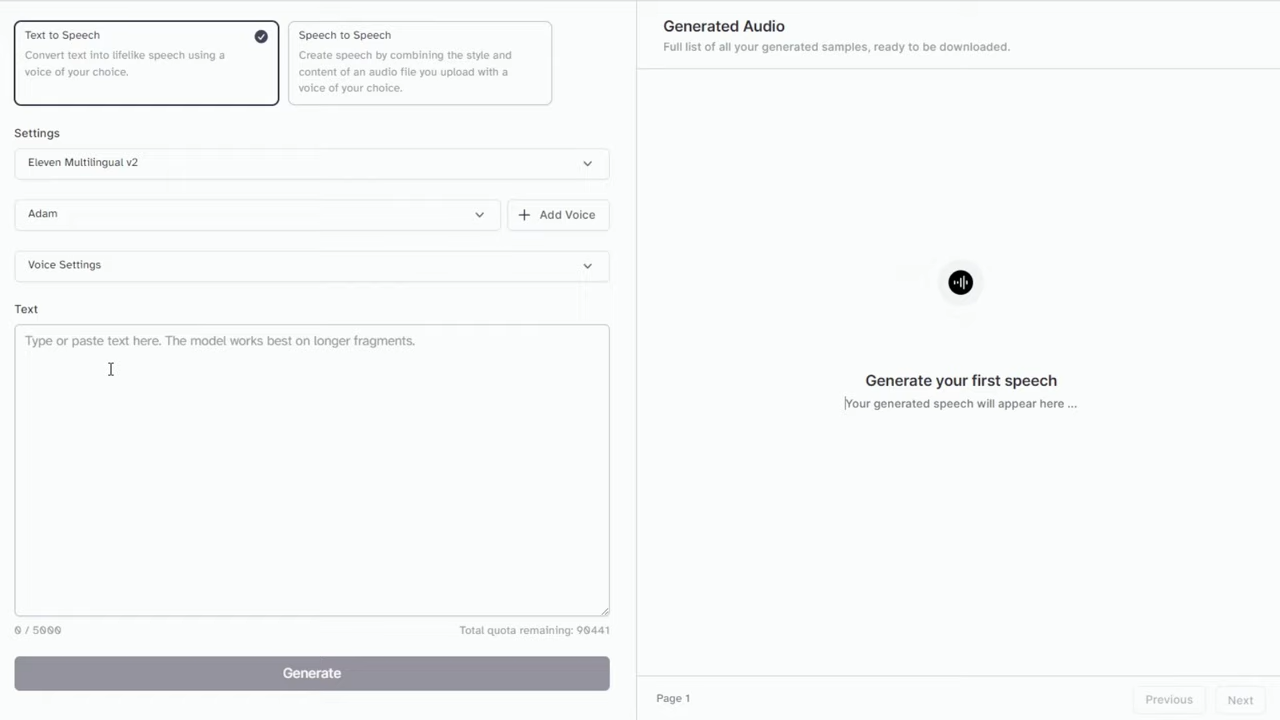 Text to Speech
Convert text into lifelike speech using a
voice of your choice.
Speech to Speech
Create speech by combining the style and
content of an audio file you upload with a
voice of your choice.
Settings
Eleven Multilingual v2
Adam
Add Voice
Voice Settings
Text
Type or paste text here. The model works best on longer fragments.
0 / 5000
Total quota remaining: 90441
Generate
Generated Audio
Full list of all your generated samples, ready to be downloaded.
Generate your first speech
Your generated speech will appear here ...
Page 1
Previous
Next